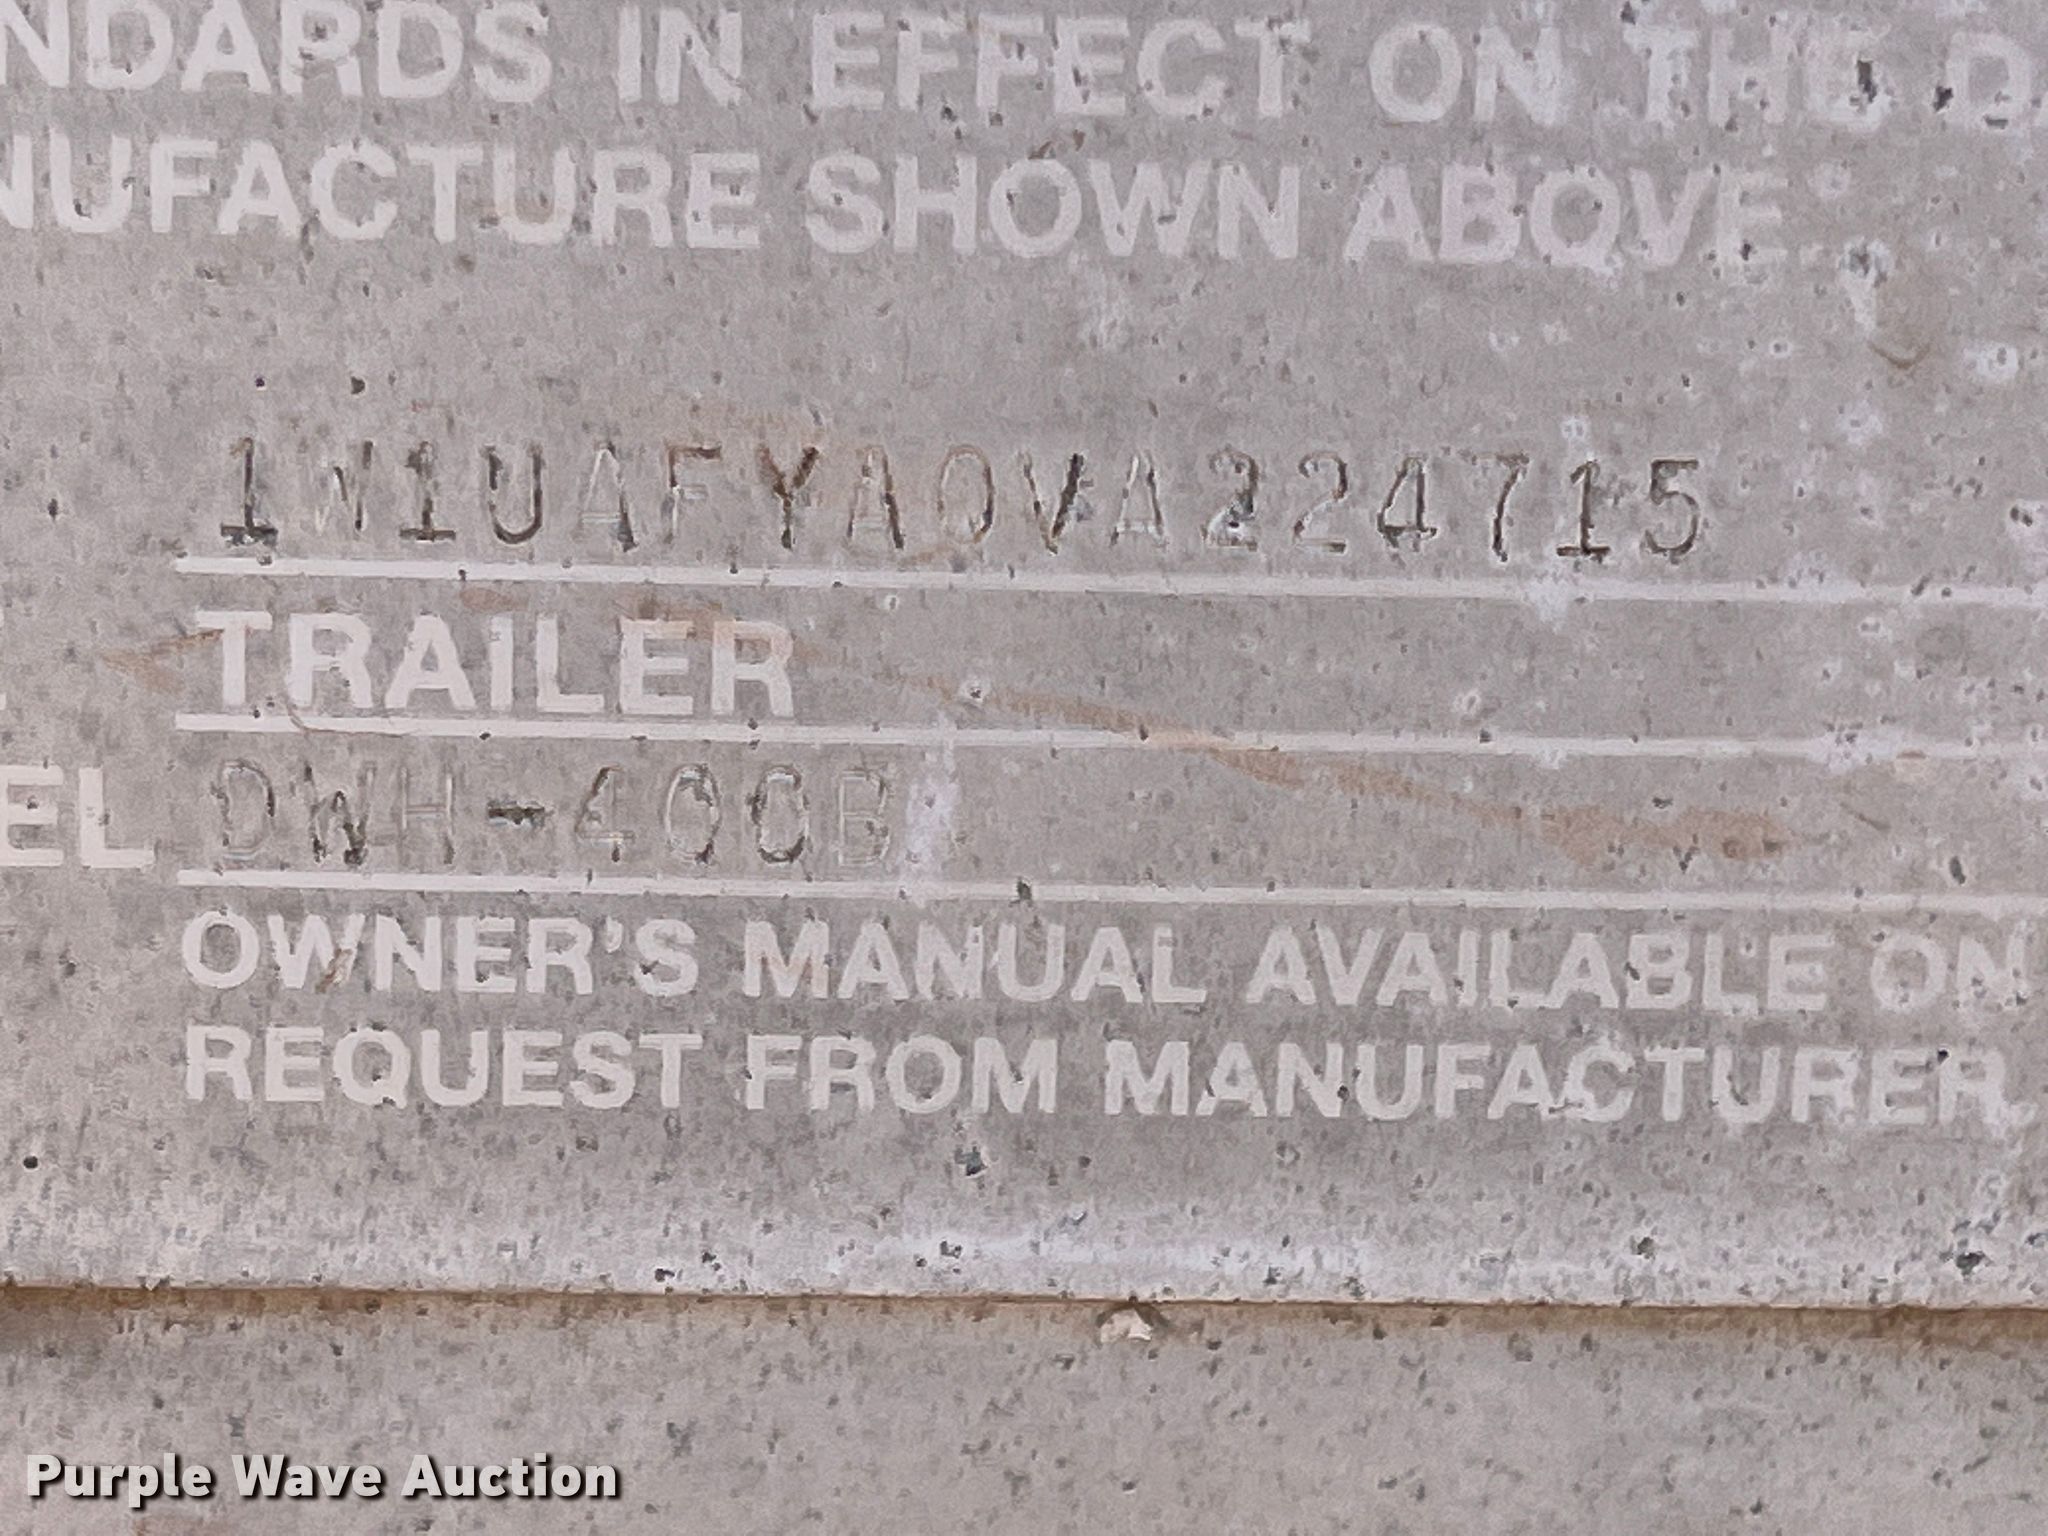 NDARDS IN EFFECT ON THE DA
NUFACTURE SHOWN ABOVE.
1W1UAFYA0VA224715
TRAILER
EL DWH-400B
OWNER'S MANUAL AVAILABLE ON
REQUEST FROM MANUFACTURER.
Purple Wave Auction